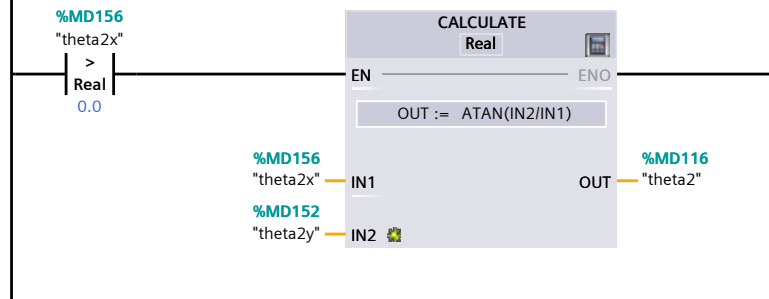 %MD156
"theta2x"
>
Real
0.0
CALCULATE
Real
EN
ENO
OUT := ATAN(IN2/IN1)
%MD156
"theta2x"
IN1
OUT
%MD116
"theta2"
%MD152
"theta2y"
IN2